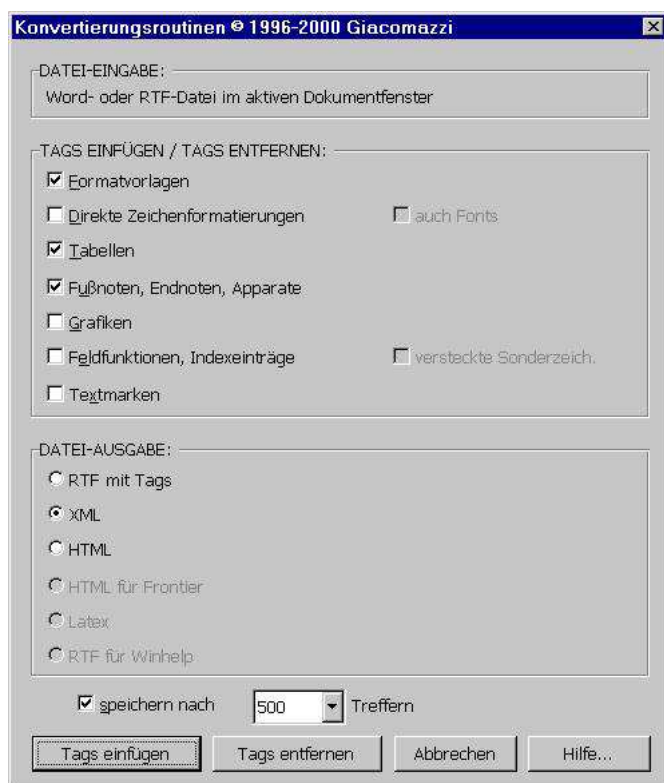 Konvertierungsroutinen © 1996-2000 Giacomazzi
DATEI-EINGABE:
Word- oder RTF-Datei im aktiven Dokumentfenster
TAGS EINFÜGEN / TAGS ENTFERNEN:
Formatvorlagen
Direkte Zeichenformatierungen auch Fonts
Tabellen
Fußnoten, Endnoten, Apparate
Grafiken
Feldfunktionen, Indexeinträge versteckte Sonderzeich.
Textmarken
DATEI-AUSGABE:
RTF mit Tags
XML
HTML
HTML für Frontier
Latex
RTF für Winhelp
speichern nach 500 Treffern
Tags einfügen Tags entfernen Abbrechen Hilfe...